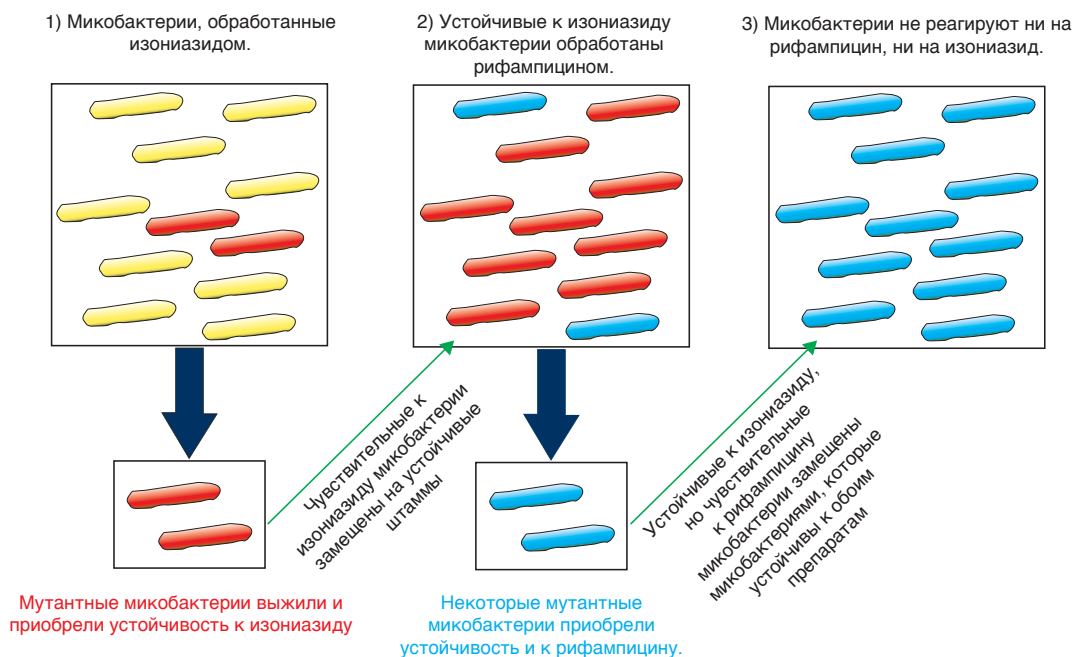 1) Микобактерии, обработанные
изониазидом.
2) Устойчивые к изониазиду
микобактерии обработаны
рифампицином.
3) Микобактерии не реагируют ни на
рифампицин, ни на изониазид.
Чувствительные к
изониазиду микобактерии
замещены на устойчивые
штаммы
Устойчивые к изониазиду,
но чувствительные
к рифампицину
микобактерии замещены
микобактериями, которые
устойчивы к обоим
препаратам
Мутантные микобактерии выжили и
приобрели устойчивость к изониазиду
Некоторые мутантные
микобактерии приобрели
устойчивость и к рифампицину.